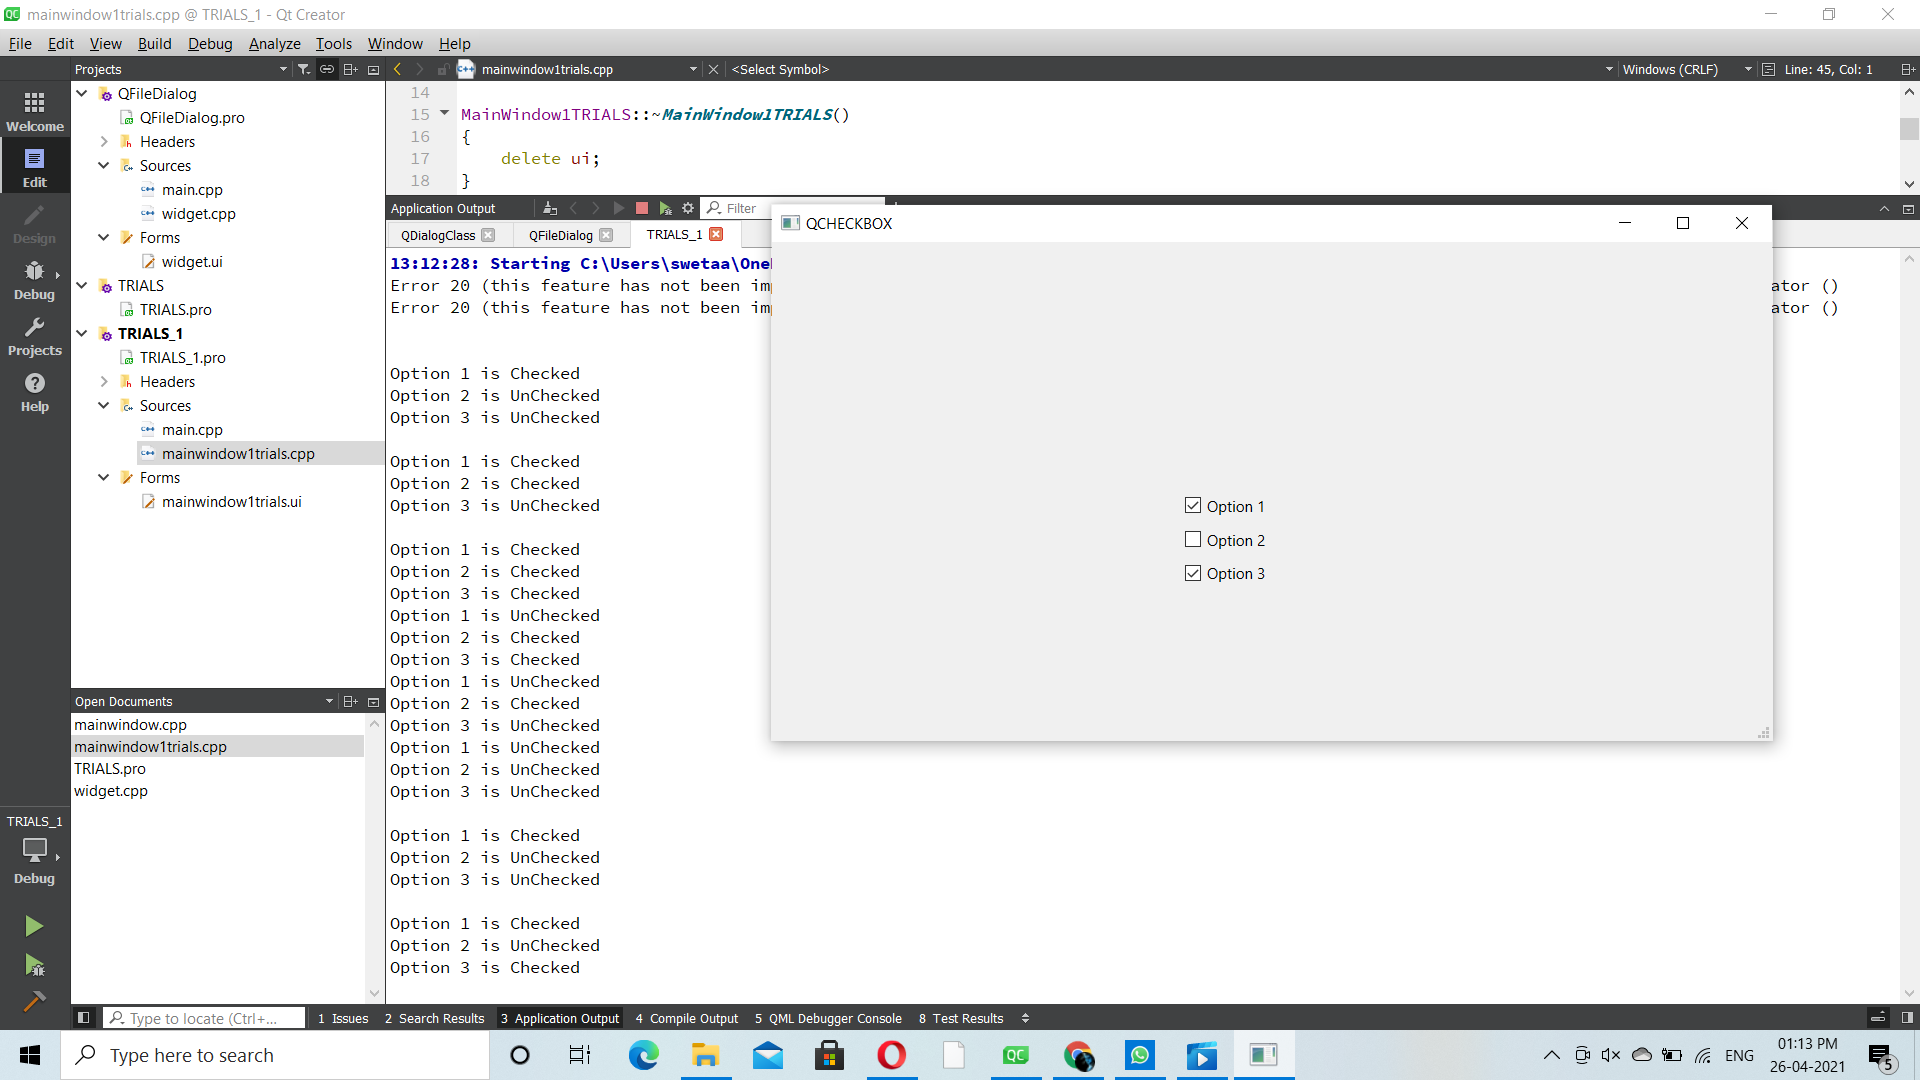 mainwindow1trials.cpp @ TRIALS_1 - Qt Creator
File Edit View Build Debug Analyze Tools Window Help
Projects
mainwindow1trials.cpp
<Select Symbol>
Windows (CRLF)
Line: 45, Col: 1
Welcome
Edit
Design
Debug
Projects
Help
QFileDialog
QFileDialog.pro
Headers
Sources
main.cpp
widget.cpp
Forms
widget.ui
TRIALS
TRIALS.pro
TRIALS_1
TRIALS_1.pro
Headers
Sources
main.cpp
mainwindow1trials.cpp
Forms
mainwindow1trials.ui
Open Documents
mainwindow.cpp
mainwindow1trials.cpp
TRIALS.pro
widget.cpp
TRIALS_1
Debug
14
15 MainWindow1TRIALS::~MainWindow1TRIALS()
16 {
17 delete ui;
18 }
Application Output
Filter
QDialogClass
QFileDialog
TRIALS_1
13:12:28: Starting C:\Users\swetaa\One
Error 20 (this feature has not been im
ator ()
Error 20 (this feature has not been im
ator ()
Option 1 is Checked
Option 2 is UnChecked
Option 3 is UnChecked
Option 1 is Checked
Option 2 is Checked
Option 3 is UnChecked
Option 1 is Checked
Option 2 is Checked
Option 3 is Checked
Option 1 is UnChecked
Option 2 is Checked
Option 3 is Checked
Option 1 is UnChecked
Option 2 is Checked
Option 3 is UnChecked
Option 1 is UnChecked
Option 2 is UnChecked
Option 3 is UnChecked
Option 1 is Checked
Option 2 is UnChecked
Option 3 is UnChecked
Option 1 is Checked
Option 2 is UnChecked
Option 3 is Checked
QCHECKBOX
Option 1
Option 2
Option 3
Type to locate (Ctrl+...
1 Issues
2 Search Results
3 Application Output
4 Compile Output
5 QML Debugger Console
8 Test Results
Type here to search
QC
ENG
01:13 PM
26-04-2021
5